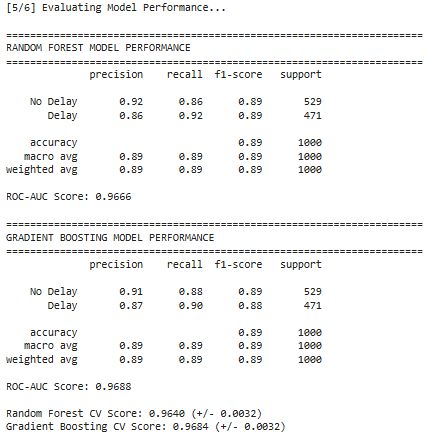 [5/6] Evaluating Model Performance...
======================================================================
RANDOM FOREST MODEL PERFORMANCE
======================================================================
              precision    recall  f1-score   support
    No Delay       0.92      0.86      0.89       529
       Delay       0.86      0.92      0.89       471
    accuracy                           0.89      1000
   macro avg       0.89      0.89      0.89      1000
weighted avg       0.89      0.89      0.89      1000
ROC-AUC Score: 0.9666
======================================================================
GRADIENT BOOSTING MODEL PERFORMANCE
======================================================================
              precision    recall  f1-score   support
    No Delay       0.91      0.88      0.89       529
       Delay       0.87      0.90      0.88       471
    accuracy                           0.89      1000
   macro avg       0.89      0.89      0.89      1000
weighted avg       0.89      0.89      0.89      1000
ROC-AUC Score: 0.9688
Random Forest CV Score: 0.9640 (+/- 0.0032)
Gradient Boosting CV Score: 0.9684 (+/- 0.0032)